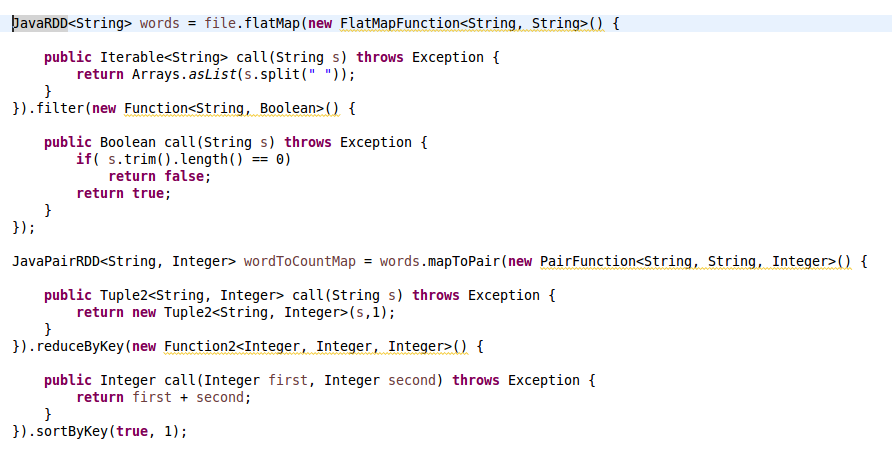 JavaRDD<String> words = file.flatMap(new FlatMapFunction<String, String>() {
    public Iterable<String> call(String s) throws Exception {
        return Arrays.asList(s.split(" "));
    }
}).filter(new Function<String, Boolean>() {
    public Boolean call(String s) throws Exception {
        if( s.trim().length() == 0)
            return false;
        return true;
    }
});
JavaPairRDD<String, Integer> wordToCountMap = words.mapToPair(new PairFunction<String, String, Integer>() {
    public Tuple2<String, Integer> call(String s) throws Exception {
        return new Tuple2<String, Integer>(s,1);
    }
}).reduceByKey(new Function2<Integer, Integer, Integer>() {
    public Integer call(Integer first, Integer second) throws Exception {
        return first + second;
    }
}).sortByKey(true, 1);